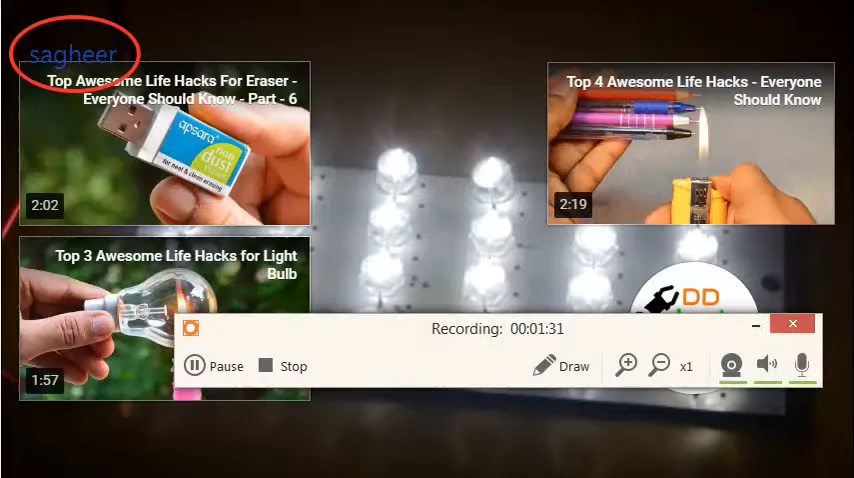 sagheer
Top Awesome Life Hacks For Eraser -
Everyone Should Know - Part - 6
apsara
non
dust
for neat & clean erasing
2:02
Top 4 Awesome Life Hacks - Everyone
Should Know
2:19
Top 3 Awesome Life Hacks for Light
Bulb
1:57
DD
Recording: 00:01:31
Pause
Stop
Draw
x1